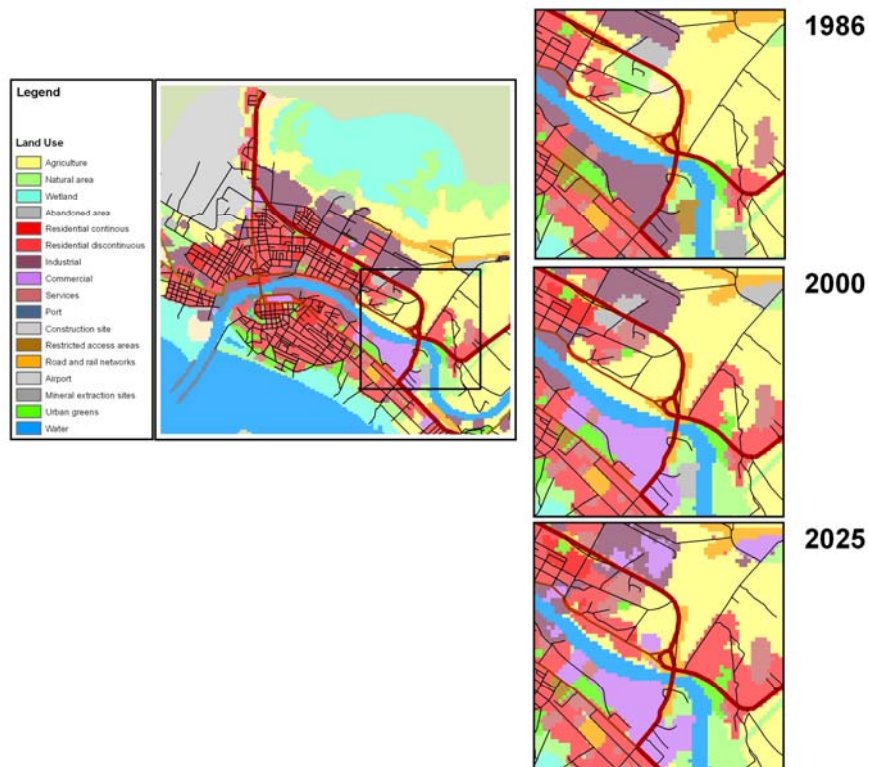 Legend
Land Use
Agriculture
Natural area
Wetland
Abandoned area
Residential continous
Residential discontinuous
Industrial
Commercial
Services
Port
Construction site
Restricted access areas
Road and rail networks
Airport
Mineral extraction sites
Urban greens
Water
1986
2000
2025